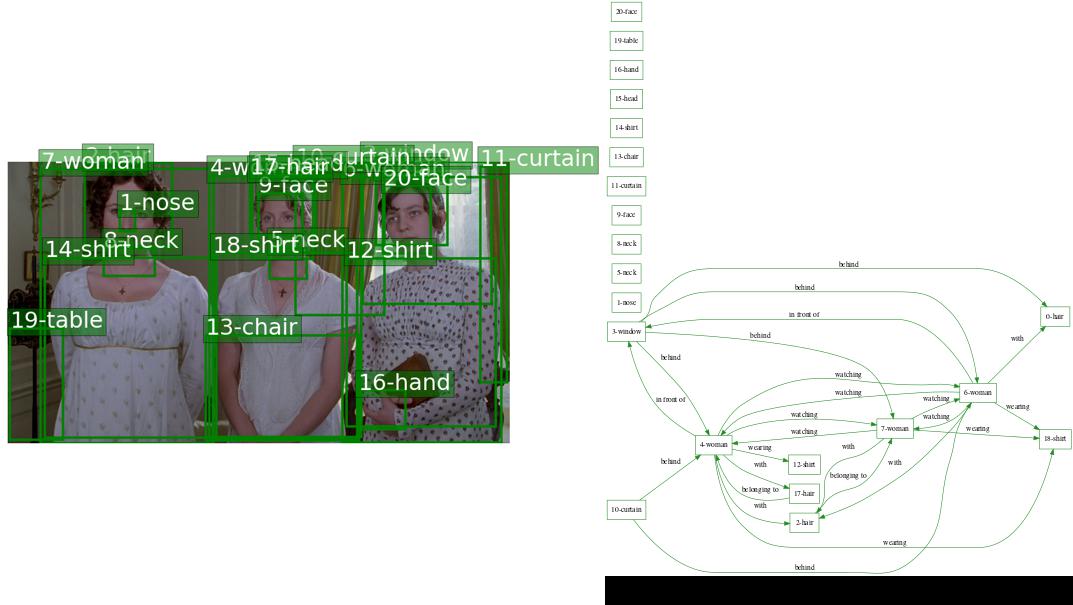 20-face
19-table
16-hand
15-head
14-shirt
13-chair
11-curtain
9-face
8-neck
5-neck
1-nose
3-window
0-hair
6-woman
7-woman
4-woman
18-shirt
12-shirt
17-hair
2-hair
10-curtain
behind
behind
in front of
behind
behind
in front of
with
watching
watching
watching
watching
watching
watching
wearing
wearing
wearing
with
with
with
belonging to
belonging to
with
behind
wearing
behind
7-woman
2-hair
4-w
17-hair
curtain
ndow
11-curtain
9-face
20-face
1-nose
8-neck
5-neck
14-shirt
18-shirt
12-shirt
19-table
13-chair
16-hand